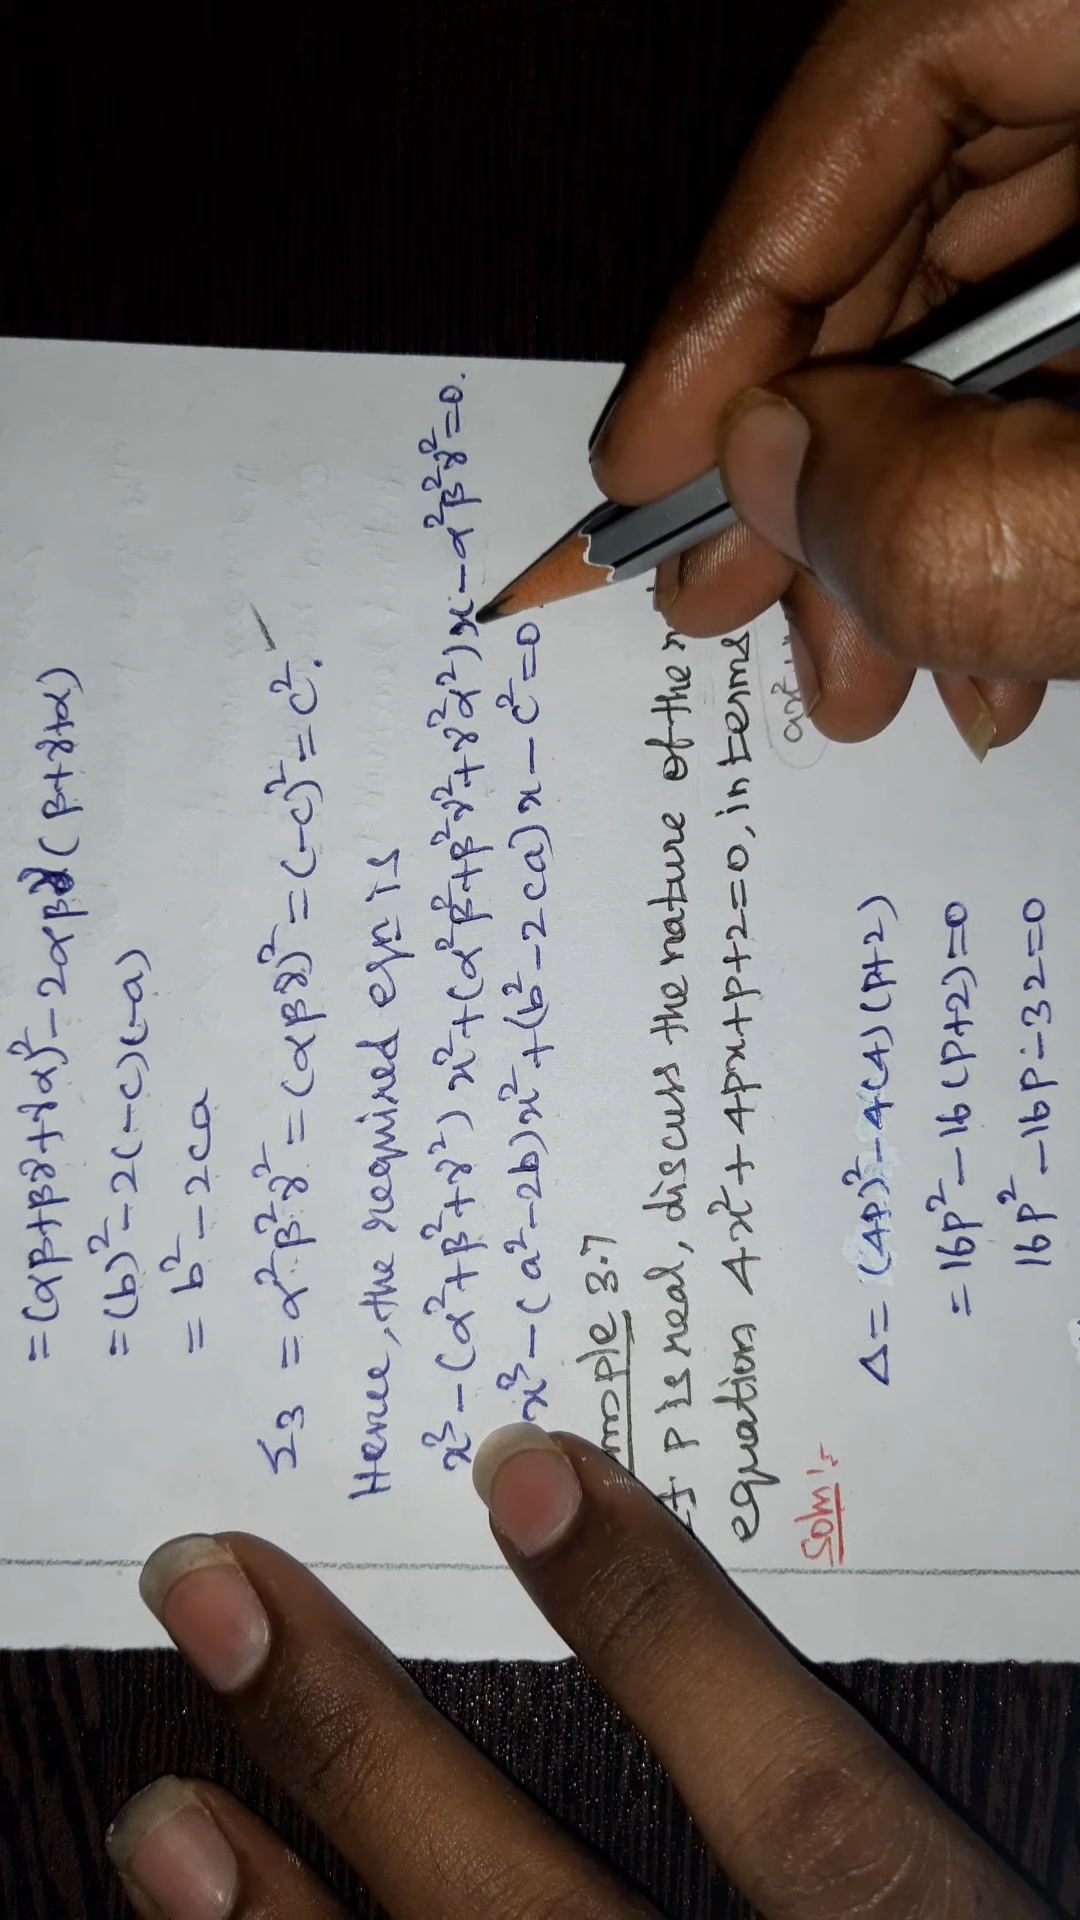 =(αβ+βγ+γα)²-2αβγ(β+γ+α)
=(b)²-2(-c)(-a)
= b²-2ca
Σ3 = α²β²γ² = (αβγ)² = (-c)² = c².
Hence, the required eqn is
x³-(α²+β²+γ²)x²+(α²β²+β²γ²+γ²α²)x-α²β²γ²=0.
x³-(a²-2b)x²+(b²-2ca)x-c²=0
mple 3.7
If P is real, discuss the nature of the
equation 4x²+4px+p+2=0, in terms
ax²
Soln:
Δ = (4p)²-4(4)(p+2)
= 16p²-16(p+2)=0
16p²-16p-32=0